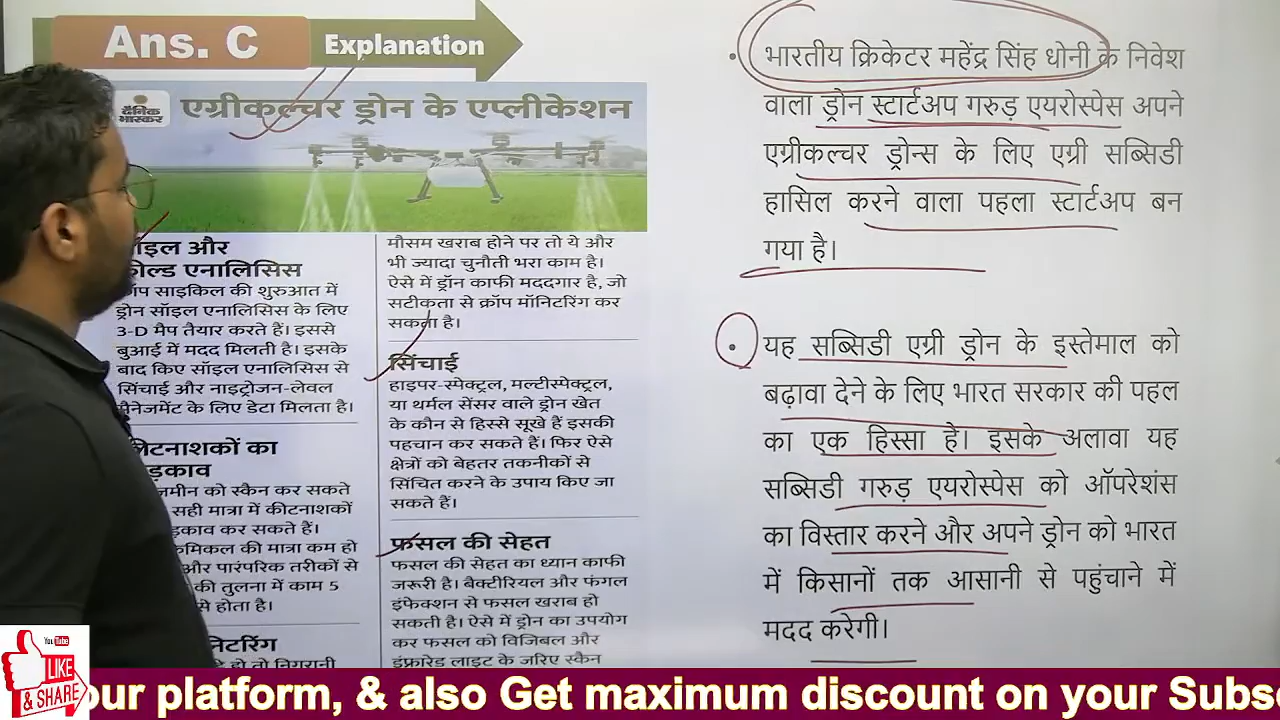 Ans. C
Explanation
दैनिक भास्कर
एग्रीकल्चर ड्रोन के एप्लीकेशन
और
एनालिसिस
साइकिल की शुरुआत में
ड्रोन सॉइल एनालिसिस के लिए
3-D मैप तैयार करते हैं। इससे
बुआई में मदद मिलती है। इसके
बाद किए सॉइल एनालिसिस से
सिंचाई और नाइट्रोजन-लेवल
मैनेजमेंट के लिए डेटा मिलता है।
का
जमीन को स्कैन कर सकते
सही मात्रा में कीटनाशकों
कर सकते हैं।
की मात्रा कम हो
और पारंपरिक तरीकों से
की तुलना में काम 5
से होता है।
हो तो निगरानी
मौसम खराब होने पर तो ये और
भी ज्यादा चुनौती भरा काम है।
ऐसे में ड्रॉन काफी मददगार है, जो
सटीकता से क्रॉप मॉनिटरिंग कर
सकता है।
सिंचाई
हाइपर-स्पेक्ट्रल, मल्टीस्पेक्ट्रल,
या थर्मल सेंसर वाले ड्रोन खेत
के कौन से हिस्से सूखे हैं इसकी
पहचान कर सकते हैं। फिर ऐसे
क्षेत्रों को बेहतर तकनीकों से
सिंचित करने के उपाय किए जा
सकते हैं।
फसल की सेहत
फसल की सेहत का ध्यान काफी
जरूरी है। बैक्टीरियल और फंगल
इंफेक्शन से फसल खराब हो
सकती है। ऐसे में ड्रोन का उपयोग
कर फसल को विजिबल और
इंफ्रारेड लाइट के जरिए स्कैन
• भारतीय क्रिकेटर महेंद्र सिंह धोनी के निवेश
वाला ड्रोन स्टार्टअप गरुड़ एयरोस्पेस अपने
एग्रीकल्चर ड्रोन्स के लिए एग्री सब्सिडी
हासिल करने वाला पहला स्टार्टअप बन
गया है।
• यह सब्सिडी एग्री ड्रोन के इस्तेमाल को
बढ़ावा देने के लिए भारत सरकार की पहल
का एक हिस्सा है। इसके अलावा यह
सब्सिडी गरुड़ एयरोस्पेस को ऑपरेशंस
का विस्तार करने और अपने ड्रोन को भारत
में किसानों तक आसानी से पहुंचाने में
मदद करेगी।
YouTube
LIKE
& SHARE
our platform, & also Get maximum discount on your Subs